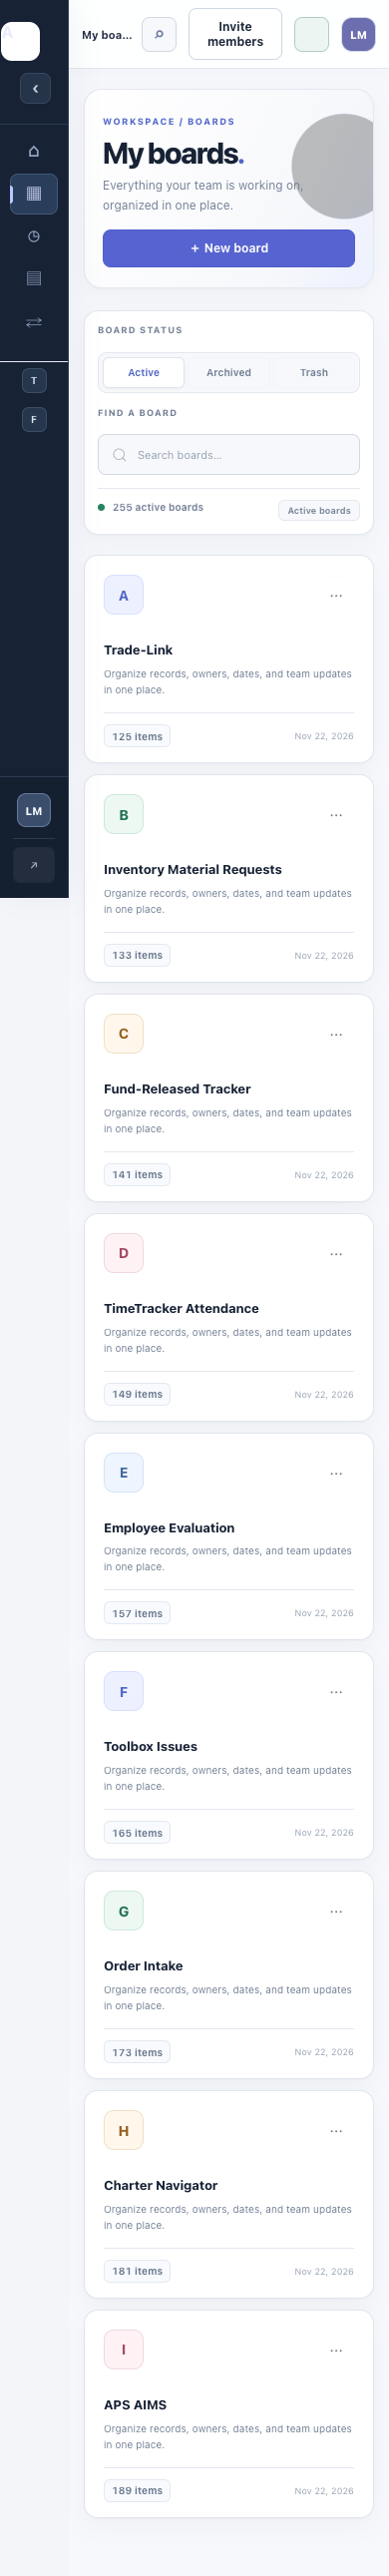 A
‹
T
F
LM
↗
My boa...
Invite
members
LM
WORKSPACE / BOARDS
My boards.
Everything your team is working on,
organized in one place.
+ New board
BOARD STATUS
Active
Archived
Trash
FIND A BOARD
Search boards...
255 active boards
Active boards
A
...
Trade-Link
Organize records, owners, dates, and team updates
in one place.
125 items
Nov 22, 2026
B
...
Inventory Material Requests
Organize records, owners, dates, and team updates
in one place.
133 items
Nov 22, 2026
C
...
Fund-Released Tracker
Organize records, owners, dates, and team updates
in one place.
141 items
Nov 22, 2026
D
...
TimeTracker Attendance
Organize records, owners, dates, and team updates
in one place.
149 items
Nov 22, 2026
E
...
Employee Evaluation
Organize records, owners, dates, and team updates
in one place.
157 items
Nov 22, 2026
F
...
Toolbox Issues
Organize records, owners, dates, and team updates
in one place.
165 items
Nov 22, 2026
G
...
Order Intake
Organize records, owners, dates, and team updates
in one place.
173 items
Nov 22, 2026
H
...
Charter Navigator
Organize records, owners, dates, and team updates
in one place.
181 items
Nov 22, 2026
I
...
APS AIMS
Organize records, owners, dates, and team updates
in one place.
189 items
Nov 22, 2026